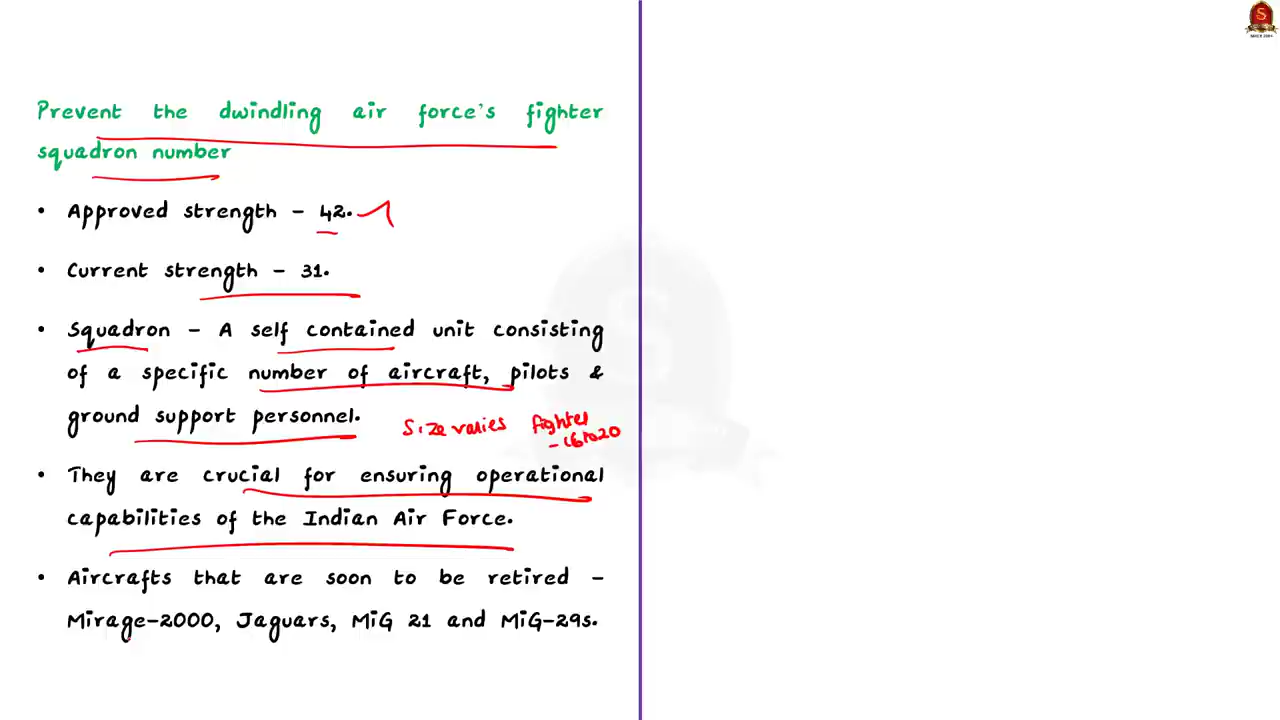 Prevent the dwindling air force's fighter
squadron number
• Approved strength - 42.
• Current strength - 31.
• Squadron - A self contained unit consisting
of a specific number of aircraft, pilots &
ground support personnel.
Size varies fighter
- 16 to 20
• They are crucial for ensuring operational
capabilities of the Indian Air Force.
• Aircrafts that are soon to be retired -
Mirage-2000, Jaguars, MiG 21 and MiG-29s.